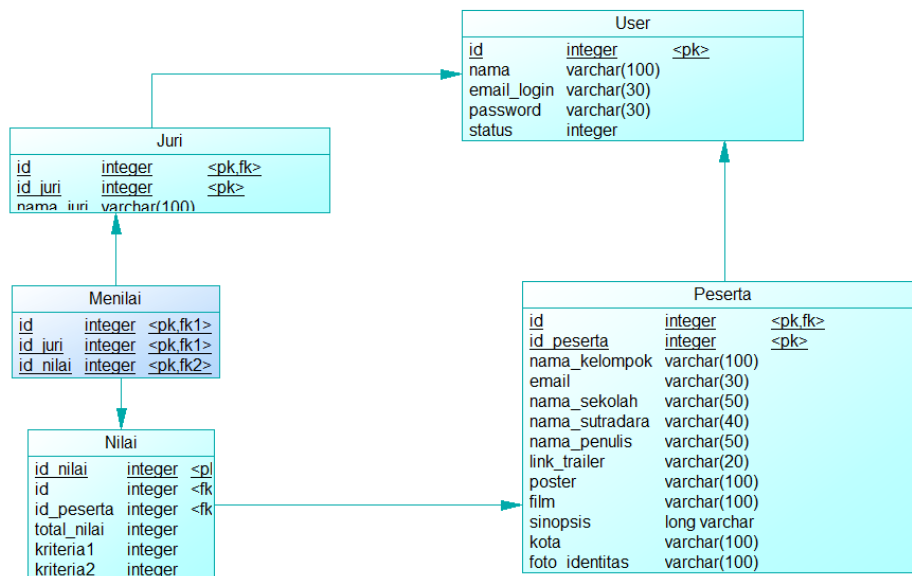 User
id integer <pk>
nama varchar(100)
email_login varchar(30)
password varchar(30)
status integer
Juri
id integer <pk,fk>
id_juri integer <pk>
nama_juri varchar(100)
Menilai
id integer <pk,fk1>
id_juri integer <pk,fk1>
id_nilai integer <pk,fk2>
Peserta
id integer <pk,fk>
id_peserta integer <pk>
nama_kelompok varchar(100)
email varchar(30)
nama_sekolah varchar(50)
nama_sutradara varchar(40)
nama_penulis varchar(50)
link_trailer varchar(20)
poster varchar(100)
film varchar(100)
sinopsis long varchar
kota varchar(100)
foto_identitas varchar(100)
Nilai
id_nilai integer <pl
id integer <fk
id_peserta integer <fk
total_nilai integer
kriteria1 integer
kriteria2 integer